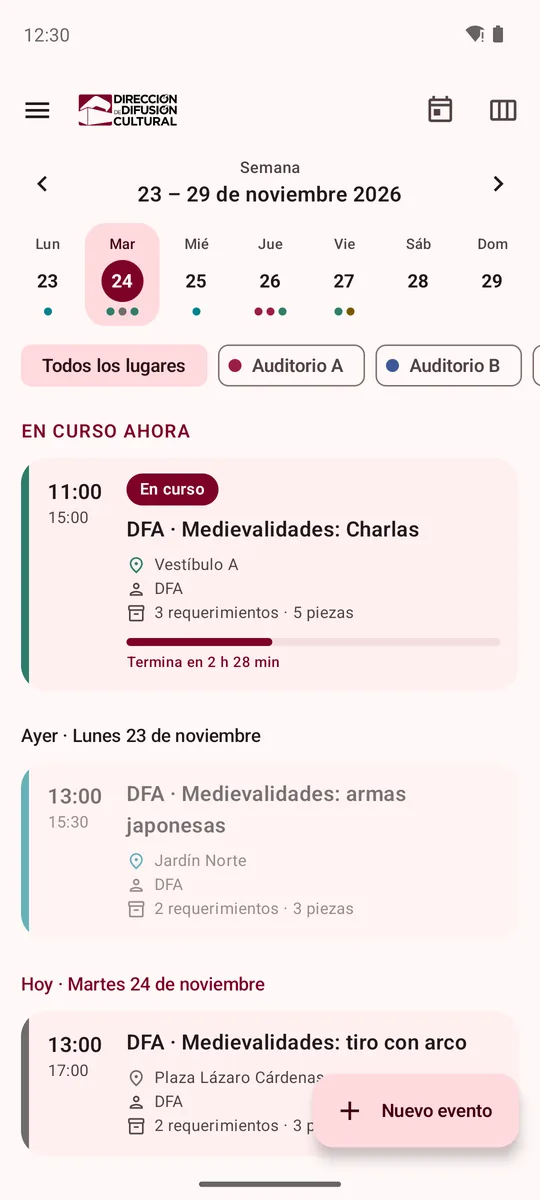 12:30
DIRECCIÓN
DE DIFUSIÓN
CULTURAL
Semana
23 – 29 de noviembre 2026
Lun Mar Mié Jue Vie Sáb Dom
23 24 25 26 27 28 29
Todos los lugares Auditorio A Auditorio B
EN CURSO AHORA
11:00 En curso
15:00
DFA · Medievalidades: Charlas
Vestíbulo A
DFA
3 requerimientos · 5 piezas
Termina en 2 h 28 min
Ayer · Lunes 23 de noviembre
13:00 DFA · Medievalidades: armas
15:30 japonesas
Jardín Norte
DFA
2 requerimientos · 3 piezas
Hoy · Martes 24 de noviembre
13:00 DFA · Medievalidades: tiro con arco
17:00 Plaza Lázaro Cárdenas
DFA
2 requerimientos · 3 p
Nuevo evento